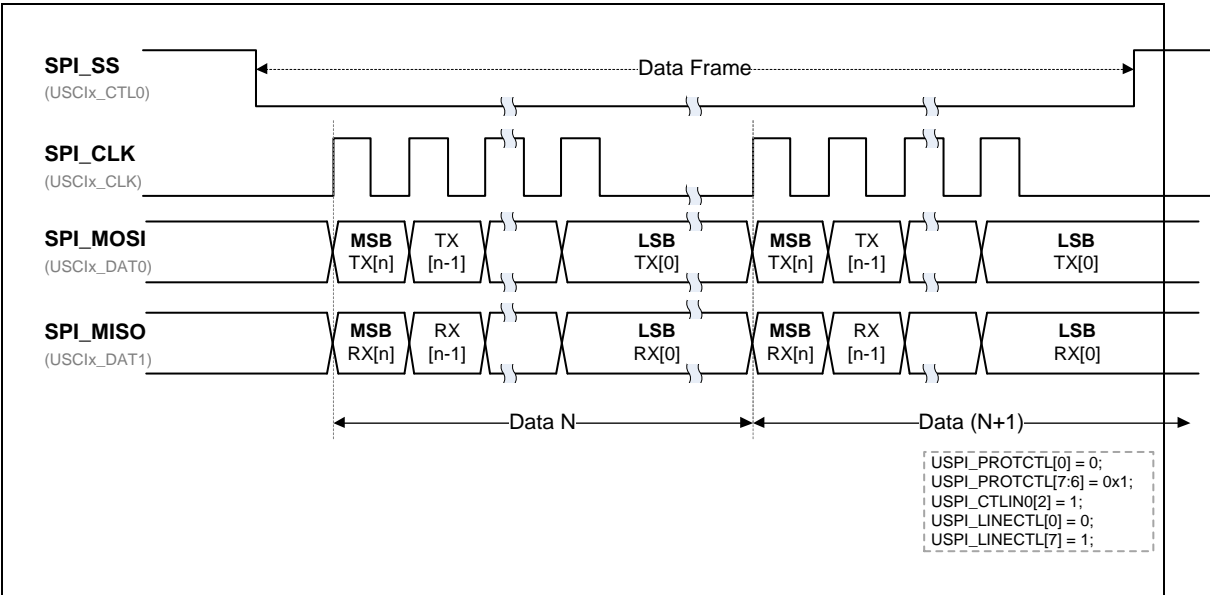 SPI_SS
(USCIx_CTL0)
Data Frame
SPI_CLK
(USCIx_CLK)
SPI_MOSI
(USCIx_DAT0)
MSB TX LSB MSB TX LSB
TX[n] [n-1] TX[0] TX[n] [n-1] TX[0]
SPI_MISO
(USCIx_DAT1)
MSB RX LSB MSB RX LSB
RX[n] [n-1] RX[0] RX[n] [n-1] RX[0]
Data N Data (N+1)
USPI_PROTCTL[0] = 0;
USPI_PROTCTL[7:6] = 0x1;
USPI_CTLIN0[2] = 1;
USPI_LINECTL[0] = 0;
USPI_LINECTL[7] = 1;